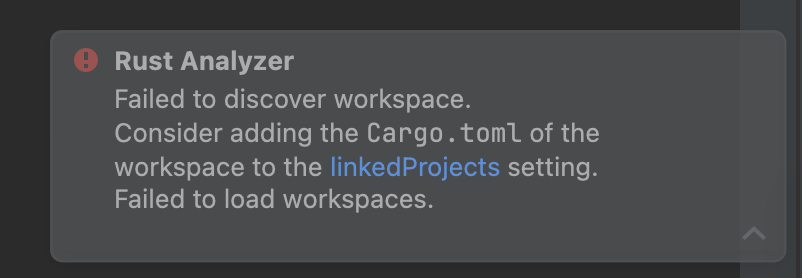 Rust Analyzer
Failed to discover workspace.
Consider adding the Cargo.toml of the
workspace to the linkedProjects setting.
Failed to load workspaces.